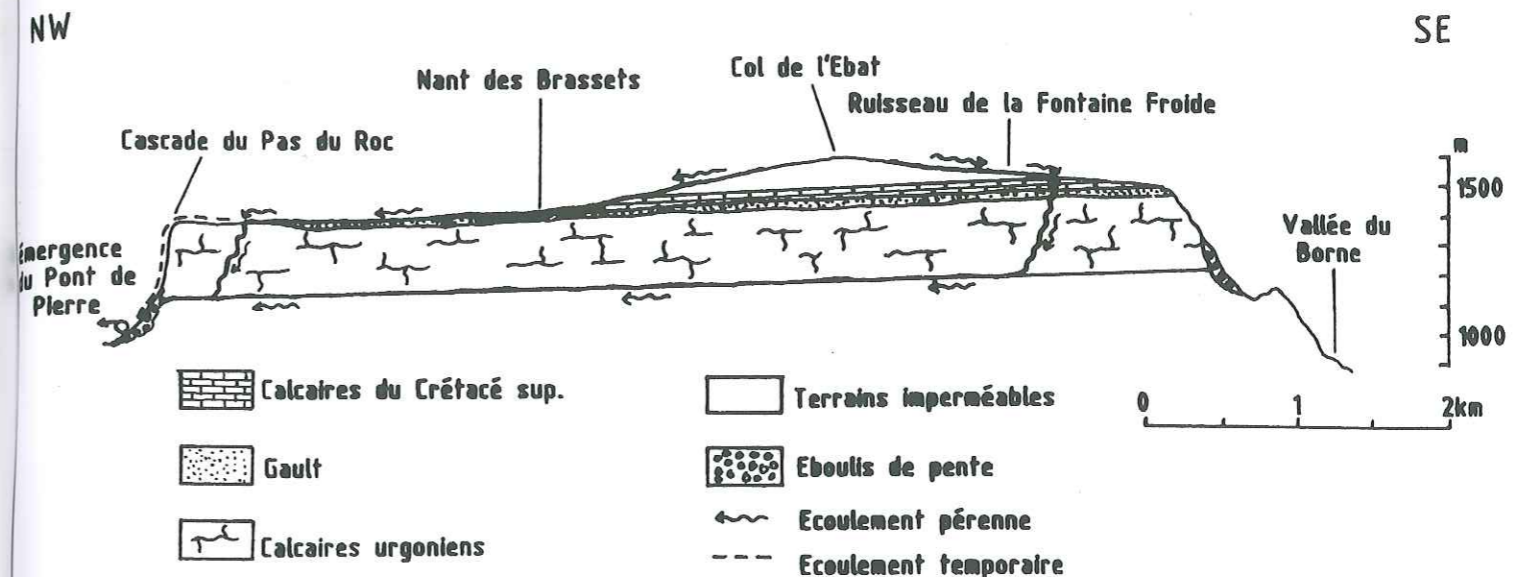 NW
SE
Nant des Brassets
Col de l'Ebat
Ruisseau de la Fontaine Froide
Cascade du Pas du Roc
m
1500
Vallée du
Borne
émergence
du Pont de
Pierre
1000
Calcaires du Crétacé sup.
Terrains imperméables
0 1 2km
Gault
Eboulis de pente
Ecoulement pérenne
Calcaires urgoniens
Ecoulement temporaire